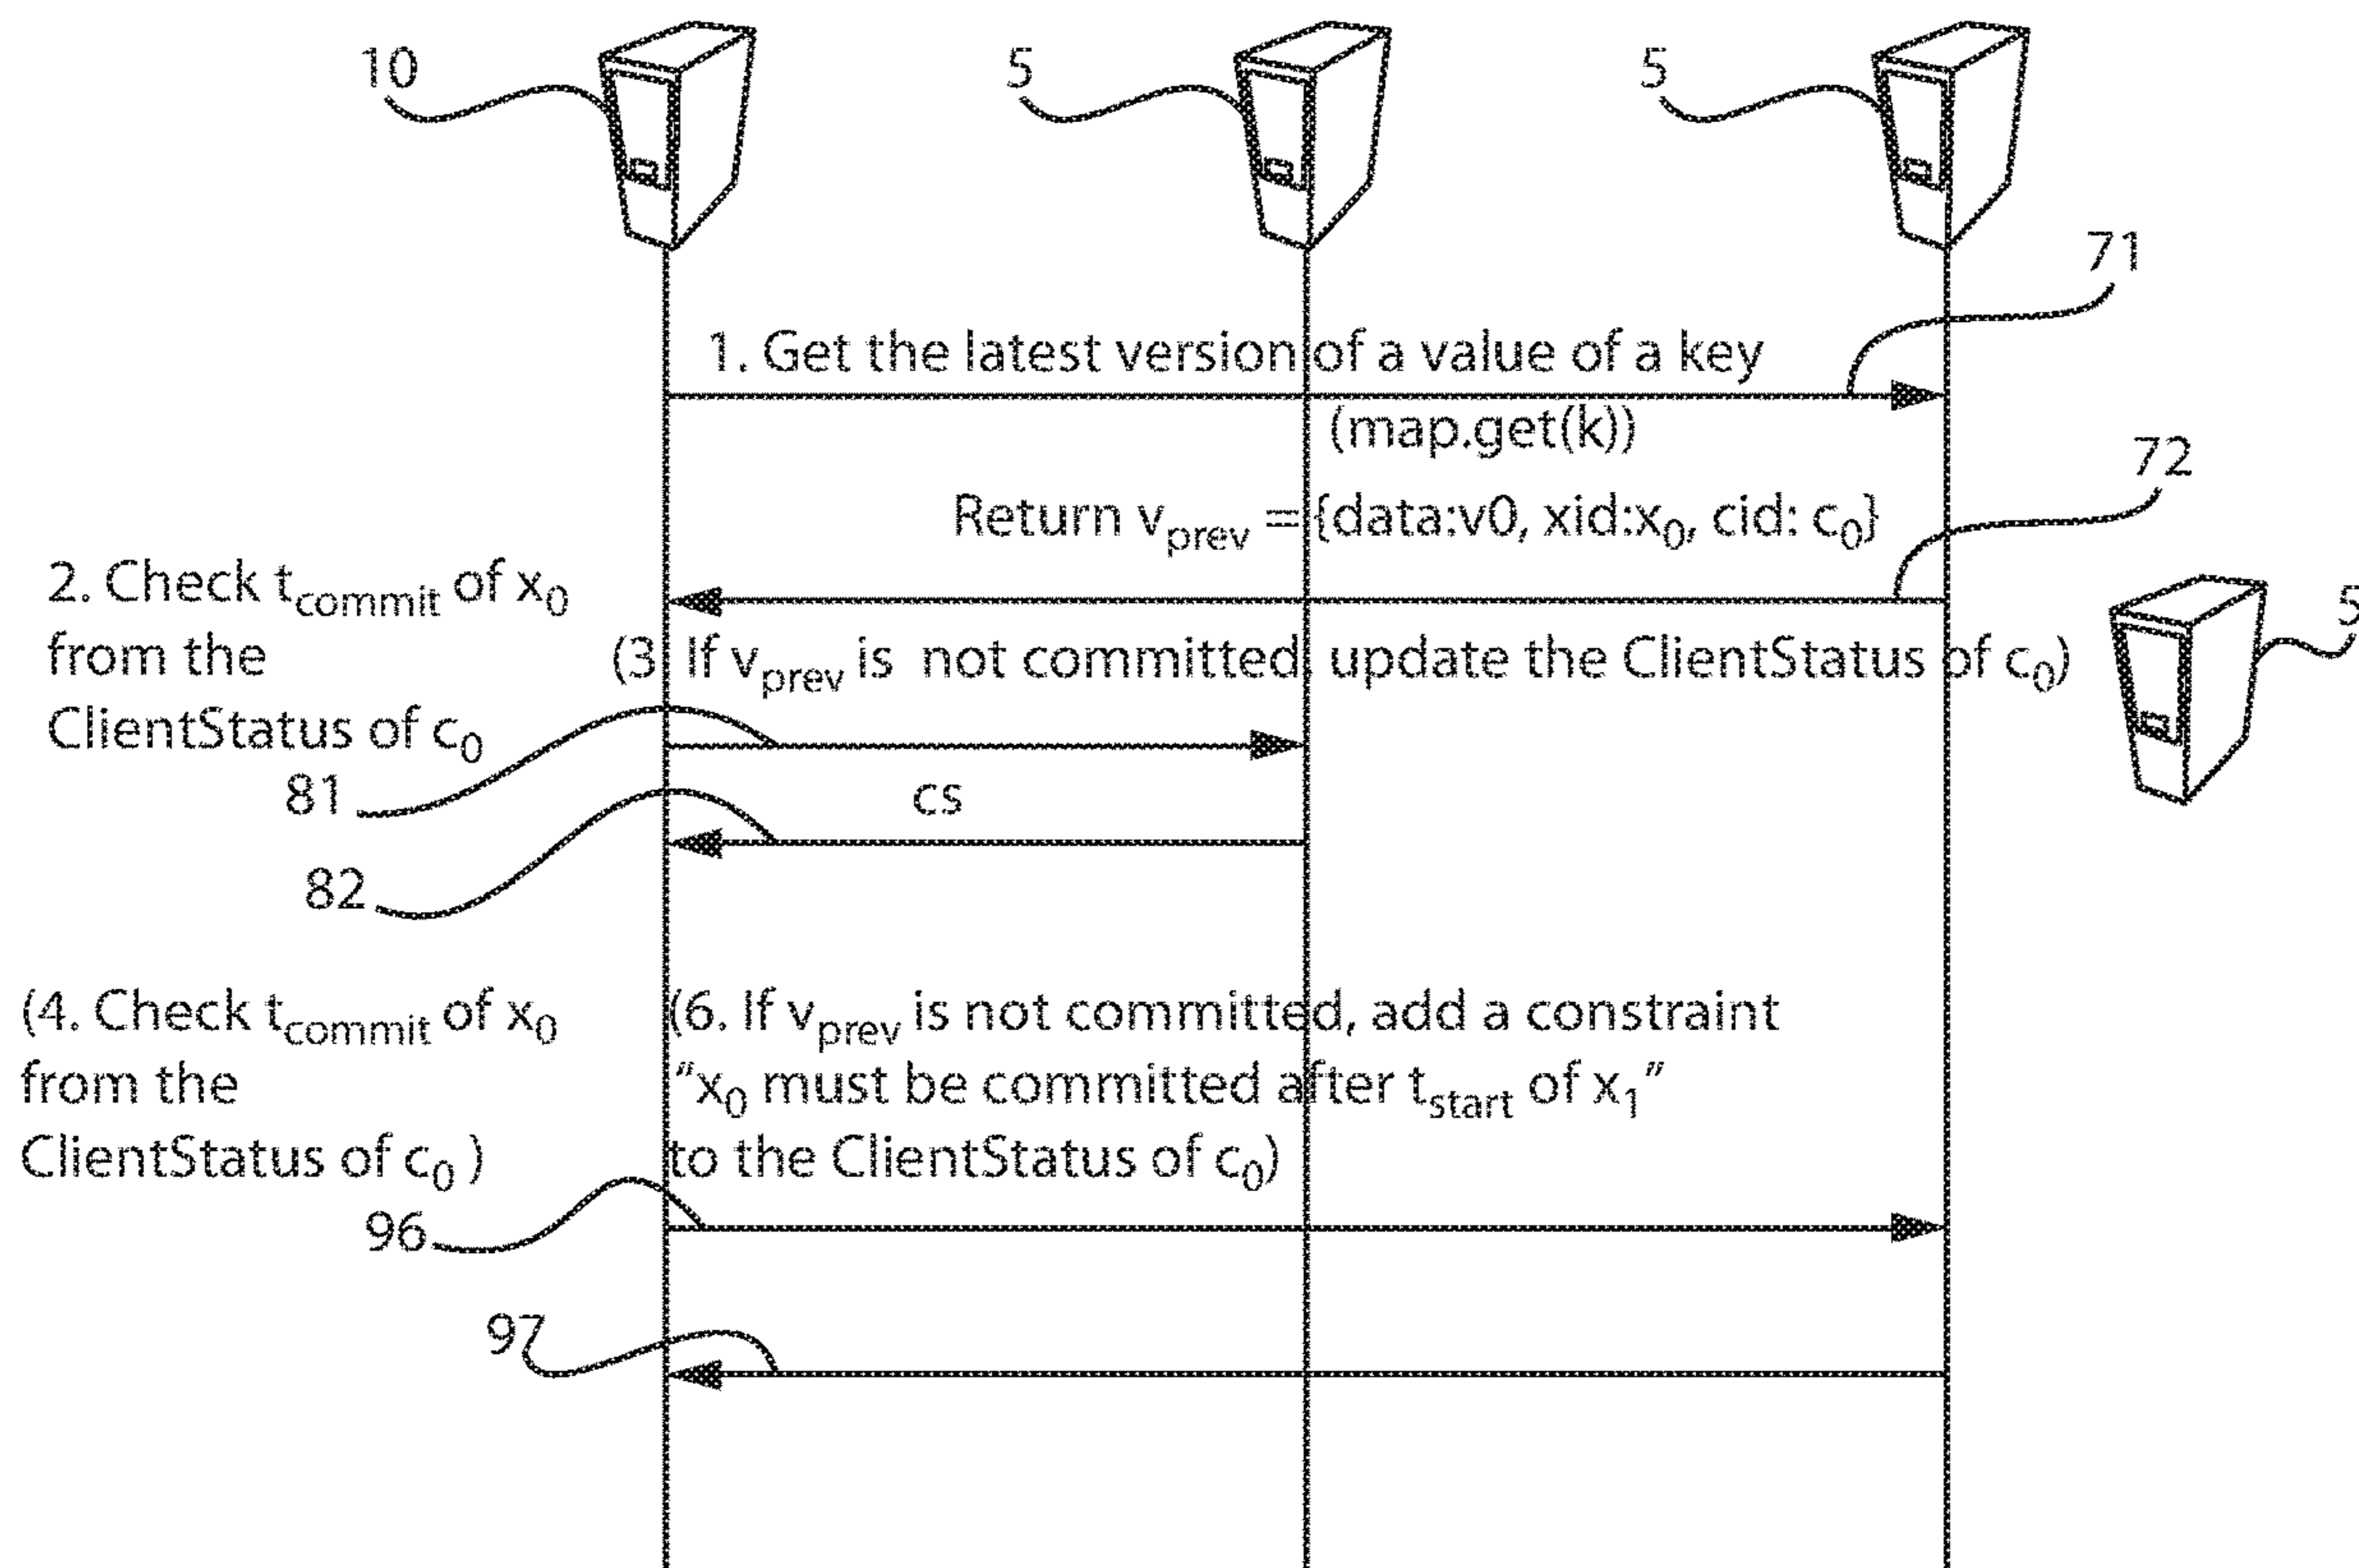 10
5
5
71
1. Get the latest version of a value of a key
(map.get(k))
72
Return v_prev = {data:v0, xid:x_0, cid: c_0}
2. Check t_commit of x_0
from the
ClientStatus of c_0
5
(3. If v_prev is not committed, update the ClientStatus of c_0)
81
cs
82
(4. Check t_commit of x_0
from the
ClientStatus of c_0 )
(6. If v_prev is not committed, add a constraint
"x_0 must be committed after t_start of x_1"
to the ClientStatus of c_0)
96
97